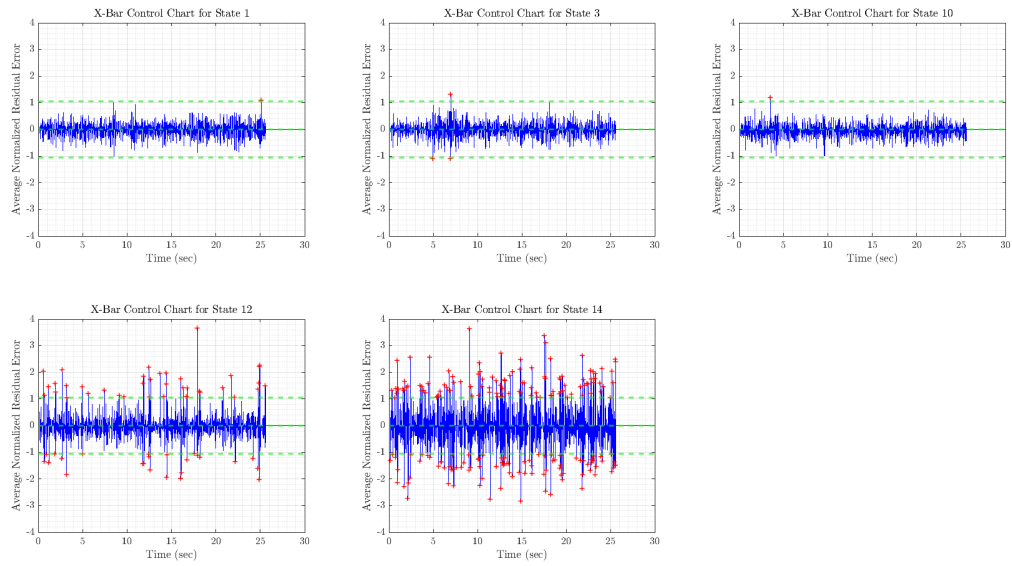 X-Bar Control Chart for State 1
4
3
2
1
0
-1
-2
-3
-4
Average Normalized Residual Error
0 5 10 15 20 25 30
Time (sec)
X-Bar Control Chart for State 3
4
3
2
1
0
-1
-2
-3
-4
Average Normalized Residual Error
0 5 10 15 20 25 30
Time (sec)
X-Bar Control Chart for State 10
4
3
2
1
0
-1
-2
-3
-4
Average Normalized Residual Error
0 5 10 15 20 25 30
Time (sec)
X-Bar Control Chart for State 12
4
3
2
1
0
-1
-2
-3
-4
Average Normalized Residual Error
0 5 10 15 20 25 30
Time (sec)
X-Bar Control Chart for State 14
4
3
2
1
0
-1
-2
-3
-4
Average Normalized Residual Error
0 5 10 15 20 25 30
Time (sec)